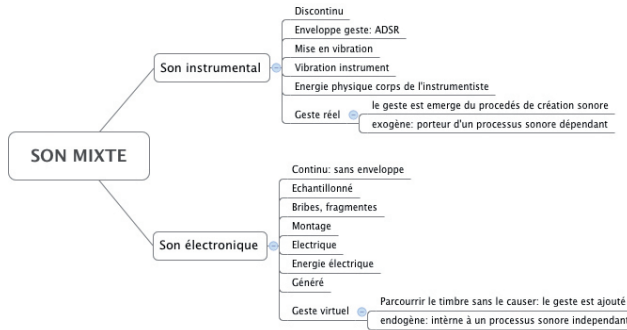 SON MIXTE
Son instrumental
Discontinu
Enveloppe geste: ADSR
Mise en vibration
Vibration instrument
Energie physique corps de l'instrumentiste
Geste réel
le geste est emerge du procedés de création sonore
exogène: porteur d'un processus sonore dépendant
Son électronique
Continu: sans enveloppe
Echantillonné
Bribes, fragmentes
Montage
Electrique
Energie électrique
Généré
Geste virtuel
Parcourrir le timbre sans le causer: le geste est ajouté
endogène: intèrne à un processus sonore independant